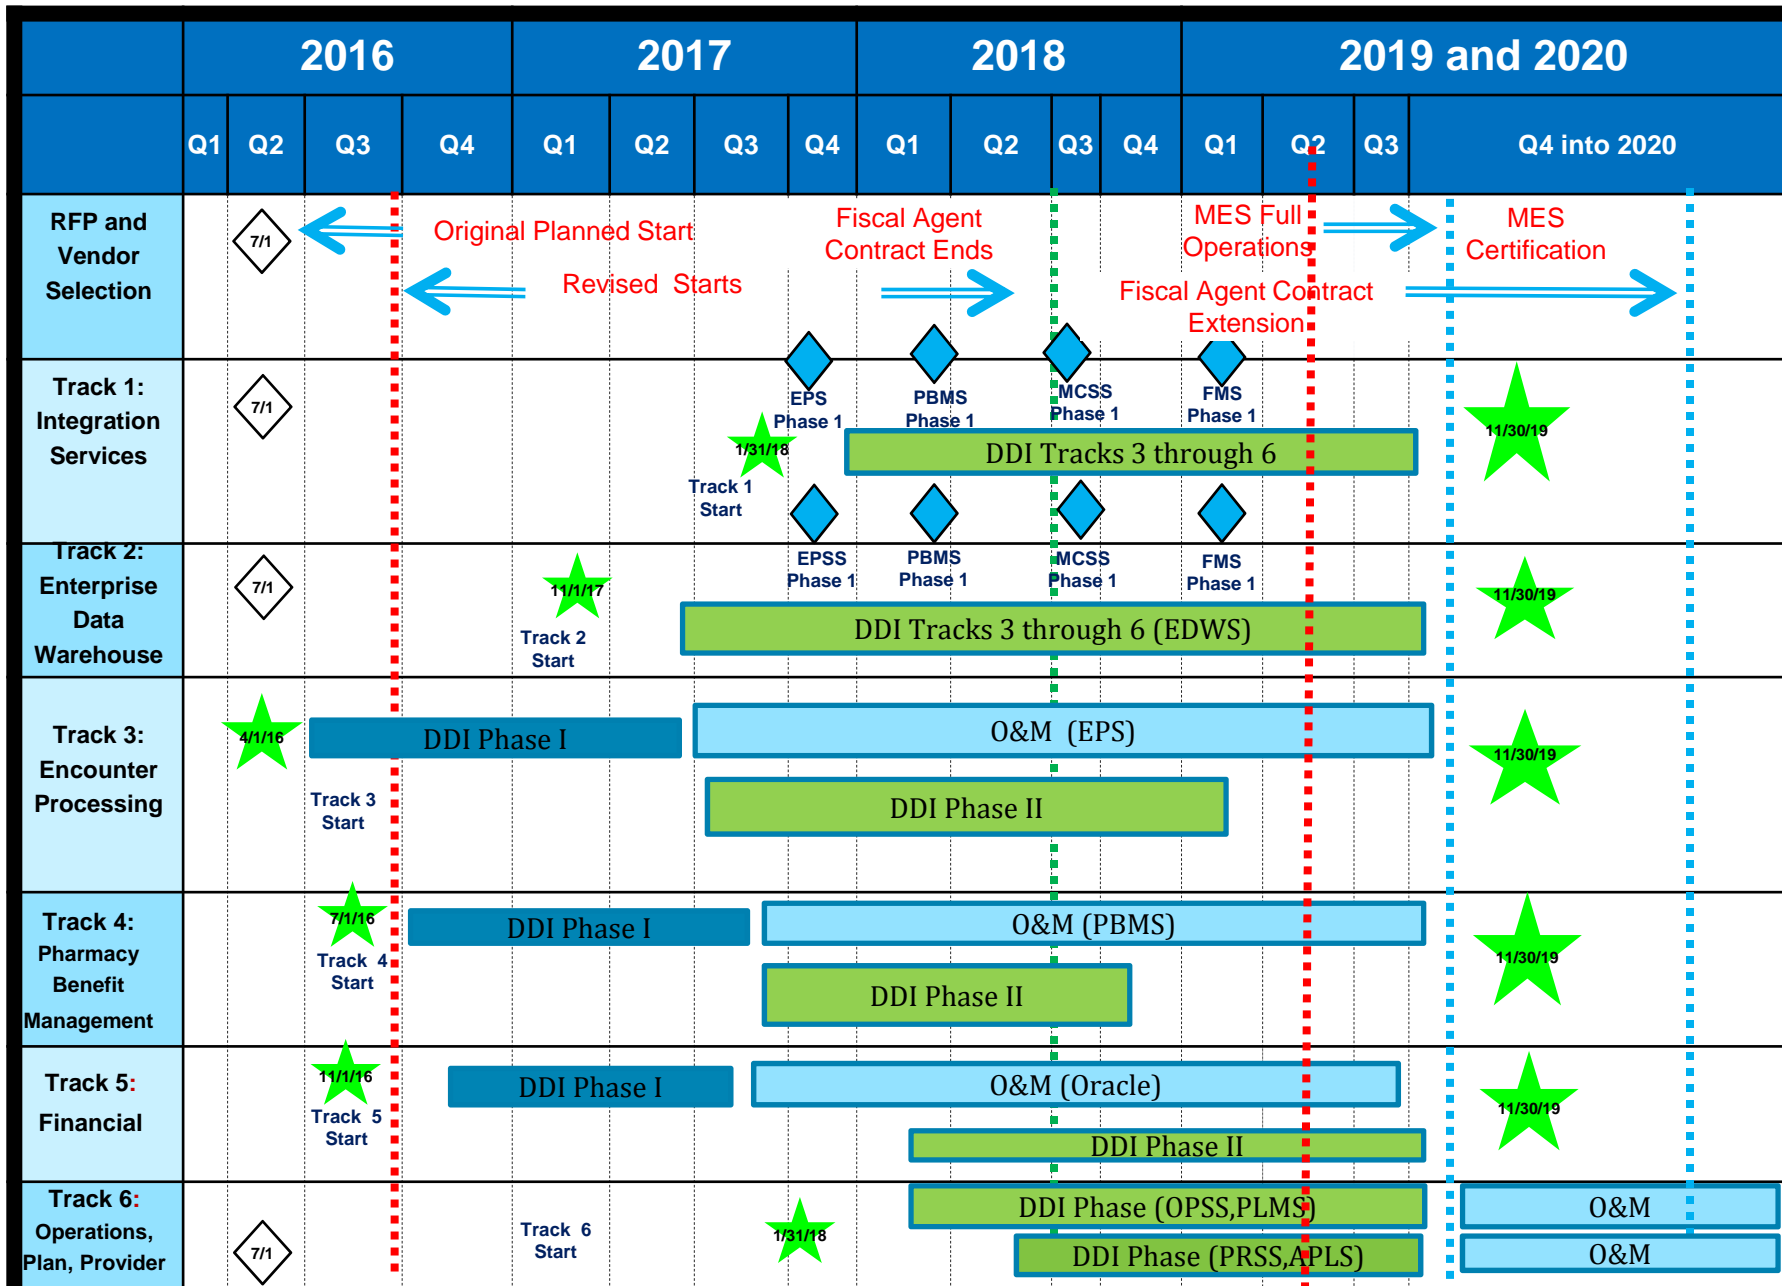 2016 2017 2018 2019 and 2020
Q1 Q2 Q3 Q4 Q1 Q2 Q3 Q4 Q1 Q2 Q3 Q4 Q1 Q2 Q3 Q4 into 2020
RFP and
Vendor
Selection
7/1
Original Planned Start
Revised Starts
Fiscal Agent
Contract Ends
MES Full
Operations
MES
Certification
Fiscal Agent Contract
Extension
Track 1:
Integration
Services
7/1
EPS
Phase 1
PBMS
Phase 1
MCSS
Phase 1
FMS
Phase 1
1/31/18
Track 1
Start
DDI Tracks 3 through 6
11/30/19
Track 2:
Enterprise
Data
Warehouse
7/1
11/1/17
Track 2
Start
EPSS
Phase 1
PBMS
Phase 1
MCSS
Phase 1
FMS
Phase 1
DDI Tracks 3 through 6 (EDWS)
11/30/19
Track 3:
Encounter
Processing
4/1/16
Track 3
Start
DDI Phase I
O&M (EPS)
DDI Phase II
11/30/19
Track 4:
Pharmacy
Benefit
Management
7/1/16
Track 4
Start
DDI Phase I
O&M (PBMS)
DDI Phase II
11/30/19
Track 5:
Financial
11/1/16
Track 5
Start
DDI Phase I
O&M (Oracle)
DDI Phase II
11/30/19
Track 6:
Operations,
Plan, Provider
7/1
Track 6
Start
1/31/18
DDI Phase (OPSS,PLMS)
O&M
DDI Phase (PRSS,APLS)
O&M